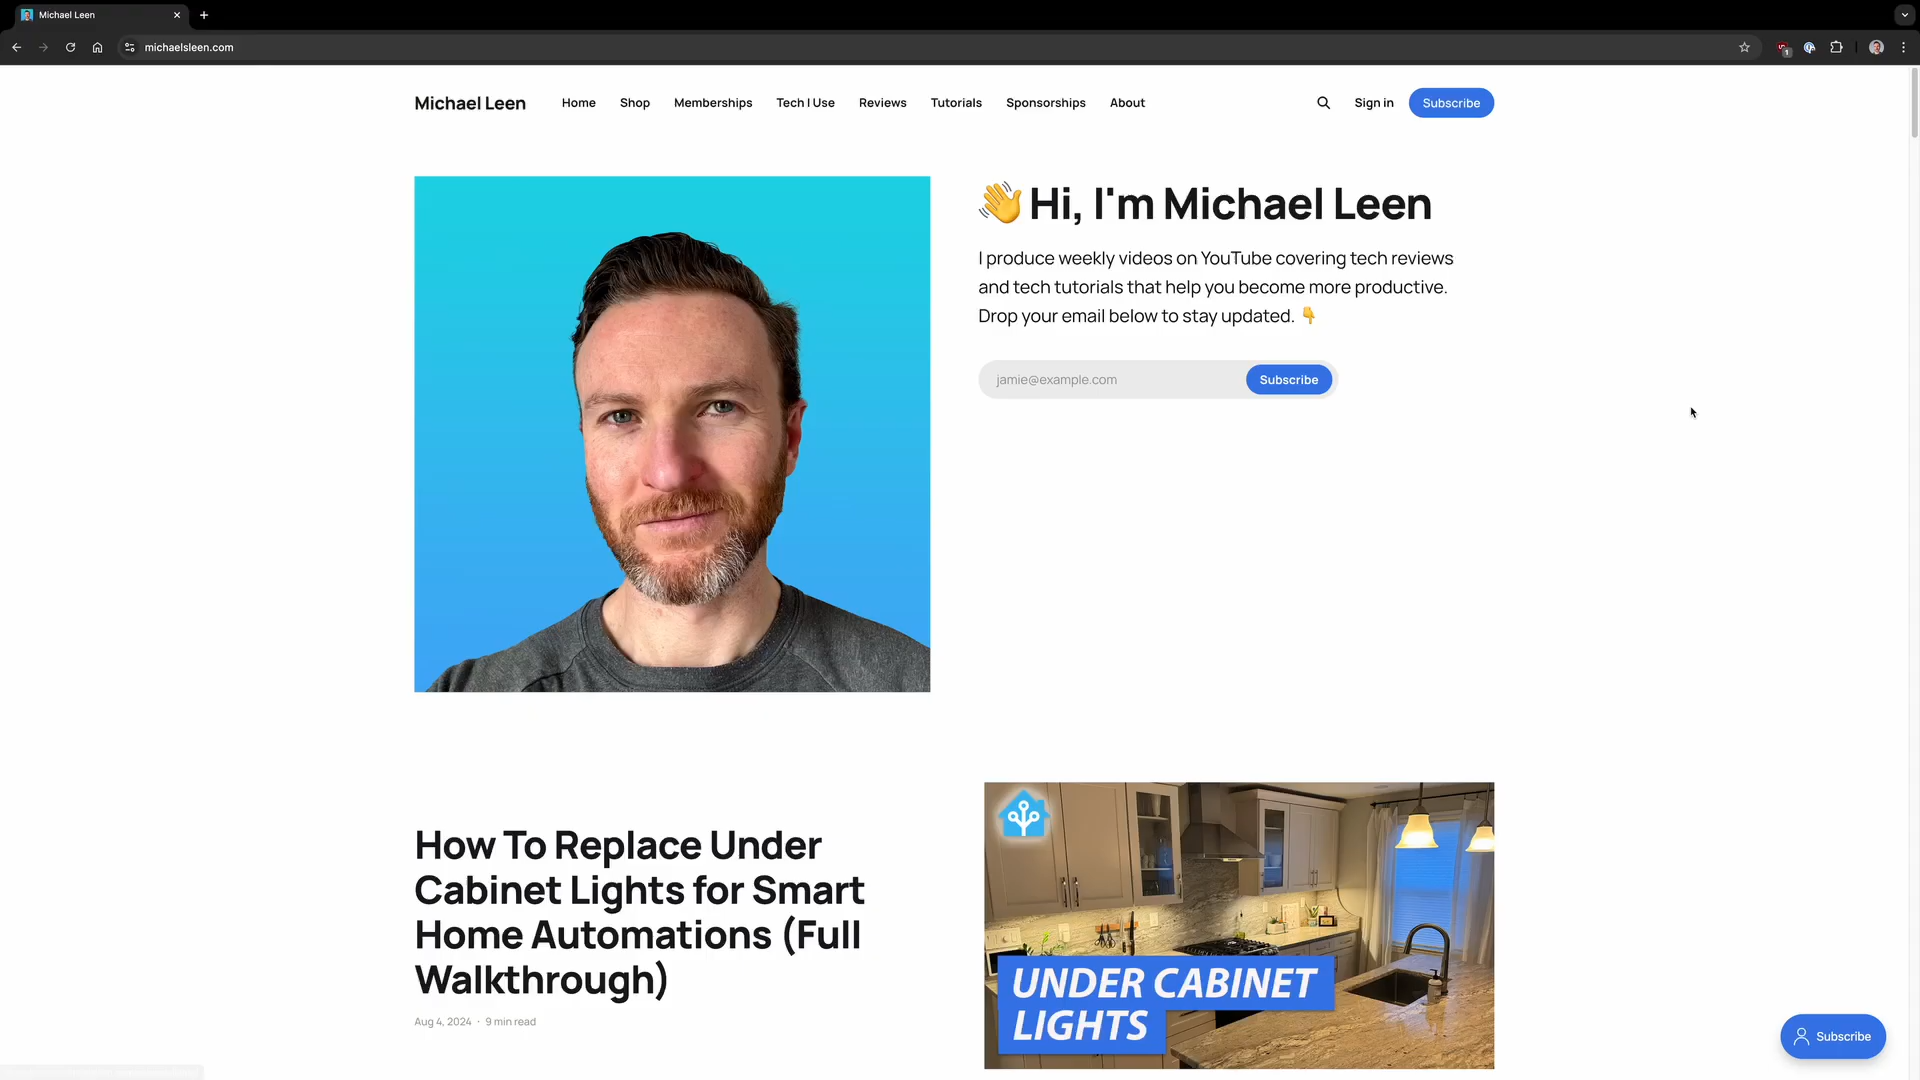 Michael Leen
michaelsleen.com
1
Michael Leen
Home
Shop
Memberships
Tech I Use
Reviews
Tutorials
Sponsorships
About
Sign in
Subscribe
👋 Hi, I'm Michael Leen
I produce weekly videos on YouTube covering tech reviews
and tech tutorials that help you become more productive.
Drop your email below to stay updated. 👇
jamie@example.com
Subscribe
How To Replace Under
Cabinet Lights for Smart
Home Automations (Full
Walkthrough)
Aug 4, 2024 · 9 min read
UNDER CABINET
LIGHTS
Subscribe